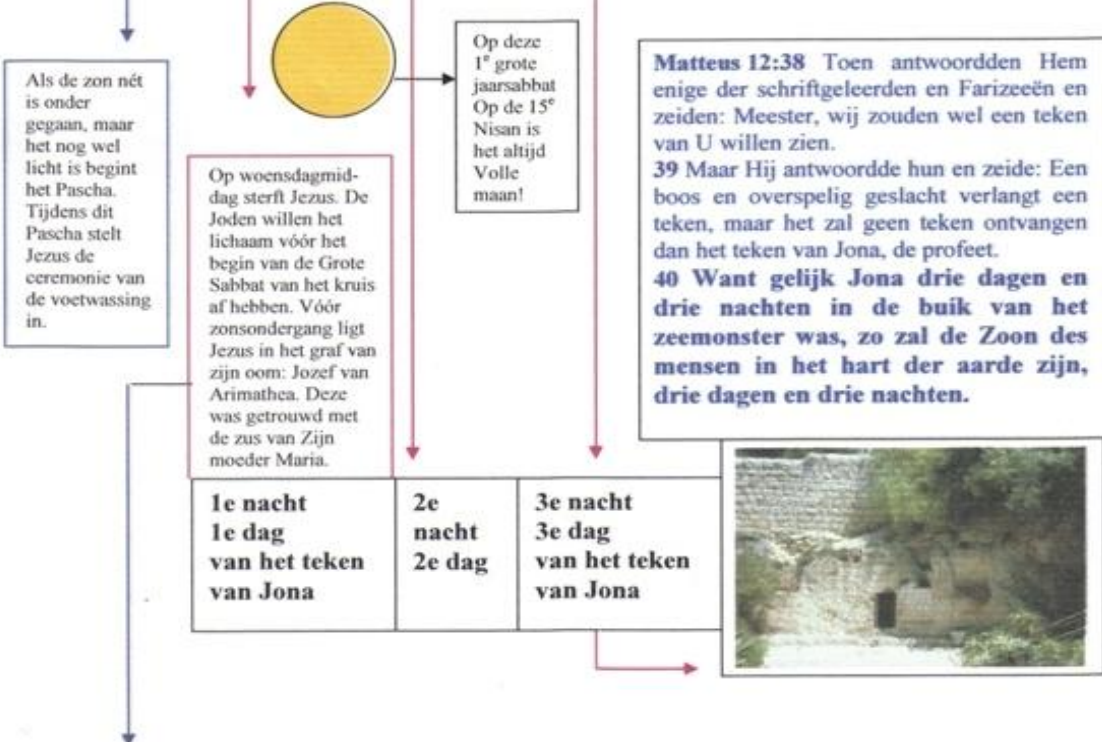 Als de zon nét
is onder
gegaan, maar
het nog wel
licht is begint
het Pascha.
Tijdens dit
Pascha stelt
Jezus de
ceremonie van
de voetwassing
in.
Op woensdagmid-
dag sterft Jezus. De
Joden willen het
lichaam vóór het
begin van de Grote
Sabbat van het kruis
af hebben. Vóór
zonsondergang ligt
Jezus in het graf van
zijn oom: Jozef van
Arimathea. Deze
was getrouwd met
de zus van Zijn
moeder Maria.
Op deze
1e grote
jaarsabbat
Op de 15e
Nisan is
het altijd
Volle
maan!
Matteus 12:38 Toen antwoordden Hem
enige der schriftgeleerden en Farizeeën en
zeiden: Meester, wij zouden wel een teken
van U willen zien.
39 Maar Hij antwoordde hun en zeide: Een
boos en overspelig geslacht verlangt een
teken, maar het zal geen teken ontvangen
dan het teken van Jona, de profeet.
40 Want gelijk Jona drie dagen en
drie nachten in de buik van het
zeemonster was, zo zal de Zoon des
mensen in het hart der aarde zijn,
drie dagen en drie nachten.
1e nacht
1e dag
van het teken
van Jona
2e
nacht
2e dag
3e nacht
3e dag
van het teken
van Jona